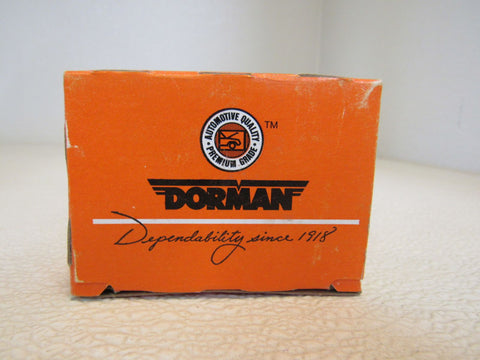 AUTOMOTIVE QUALITY
PREMIUM GRADE
TM
DORMAN
Dependability since 1918